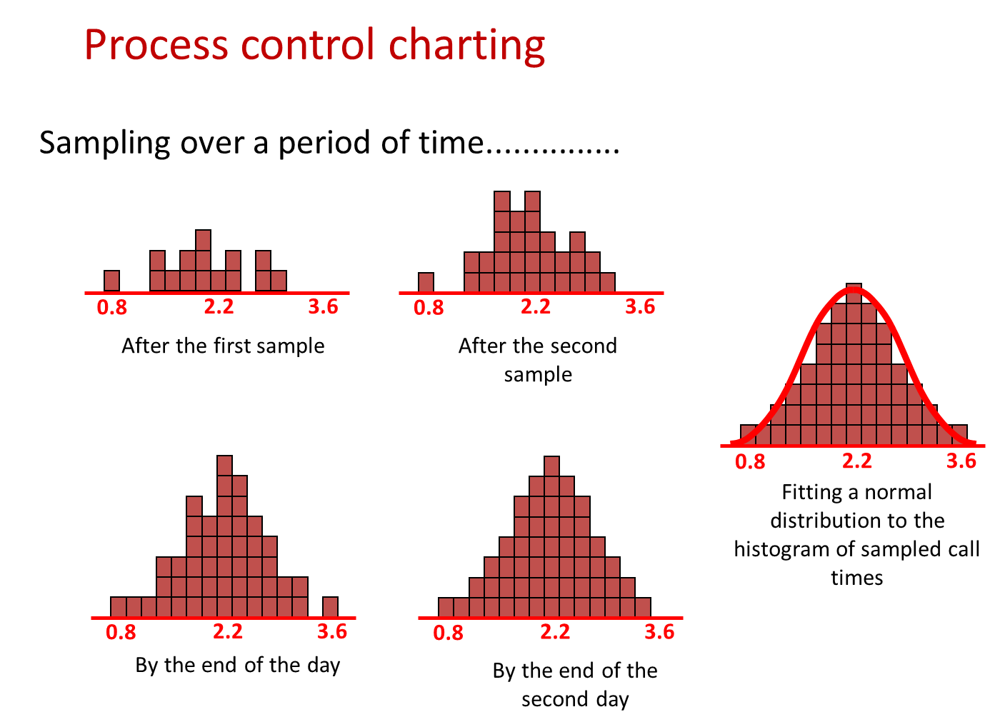 Process control charting
Sampling over a period of time...............
0.8 2.2 3.6
After the first sample
0.8 2.2 3.6
After the second
sample
0.8 2.2 3.6
By the end of the day
0.8 2.2 3.6
By the end of the
second day
0.8 2.2 3.6
Fitting a normal
distribution to the
histogram of sampled call
times